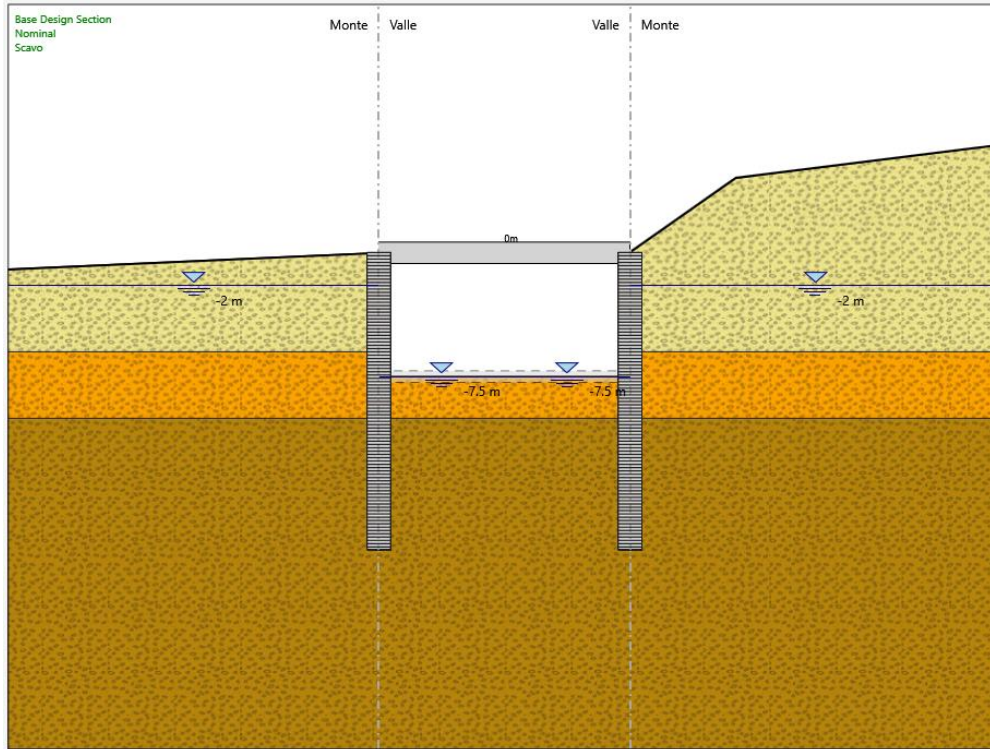 Base Design Section
Nominal
Scavo
Monte Valle
Valle Monte
0m
-2 m
-2 m
-7.5 m
-7.5 m